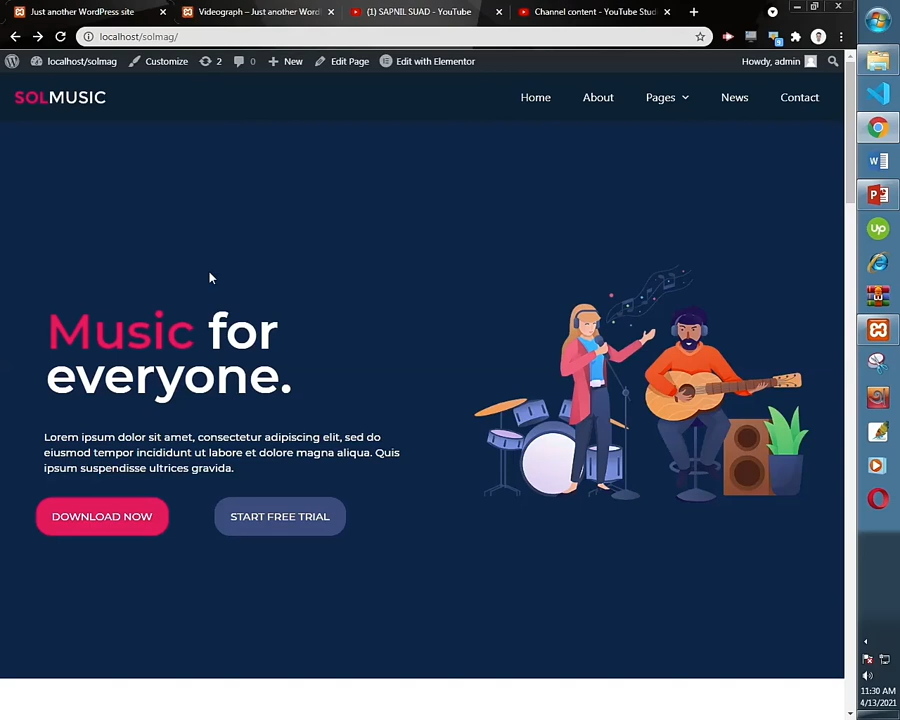 Just another WordPress site
Videograph – Just another Word
(1) SAPNIL SUAD - YouTube
Channel content - YouTube Stud
localhost/solmag/
5
localhost/solmag
Customize
2
0
New
Edit Page
Edit with Elementor
Howdy, admin
SOLMUSIC
Home
About
Pages
News
Contact
Music for
everyone.
Lorem ipsum dolor sit amet, consectetur adipiscing elit, sed do
eiusmod tempor incididunt ut labore et dolore magna aliqua. Quis
ipsum suspendisse ultrices gravida.
DOWNLOAD NOW
START FREE TRIAL
Up
11:30 AM
4/13/2021